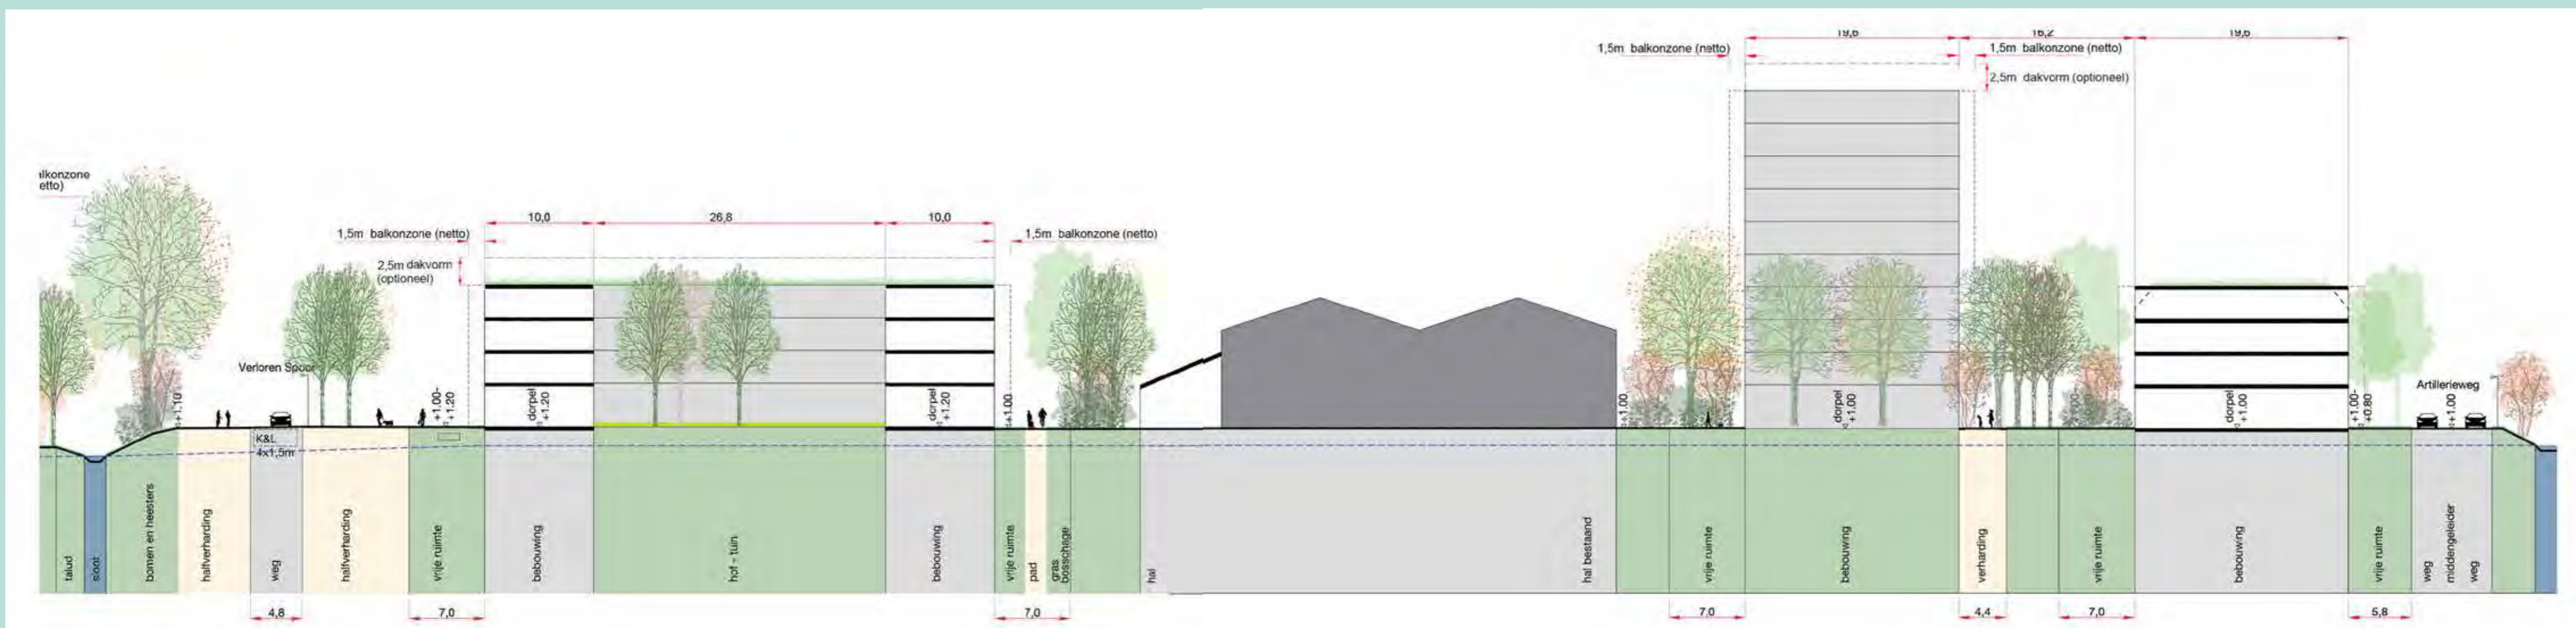 19,6
16,2
19,6
1,5m balkonzone (netto)
1,5m balkonzone (netto)
2,5m dakvorm (optioneel)
lkonzone
etto)
10,0
26,8
10,0
1,5m balkonzone (netto)
1,5m balkonzone (netto)
2,5m dakvorm
(optioneel)
Verloren Spoor
Artillerieweg
+1.10
+1.00-
+1.20
dorpel
+1.20
dorpel
+1.20
+1.00
+1.00
dorpel
+1.00
dorpel
+1.00
+1.00-
+0.80
+1.00
K&L
4x1,5m
talud
sloot
bomen en heesters
halfverharding
weg
halfverharding
vrije ruimte
bebouwing
hof - tuin
bebouwing
vrije ruimte
pad
gras
bosschage
hal
hal bestaand
vrije ruimte
bebouwing
verharding
vrije ruimte
bebouwing
vrije ruimte
weg
middengeleider
weg
4,8
7,0
7,0
7,0
4,4
7,0
5,8